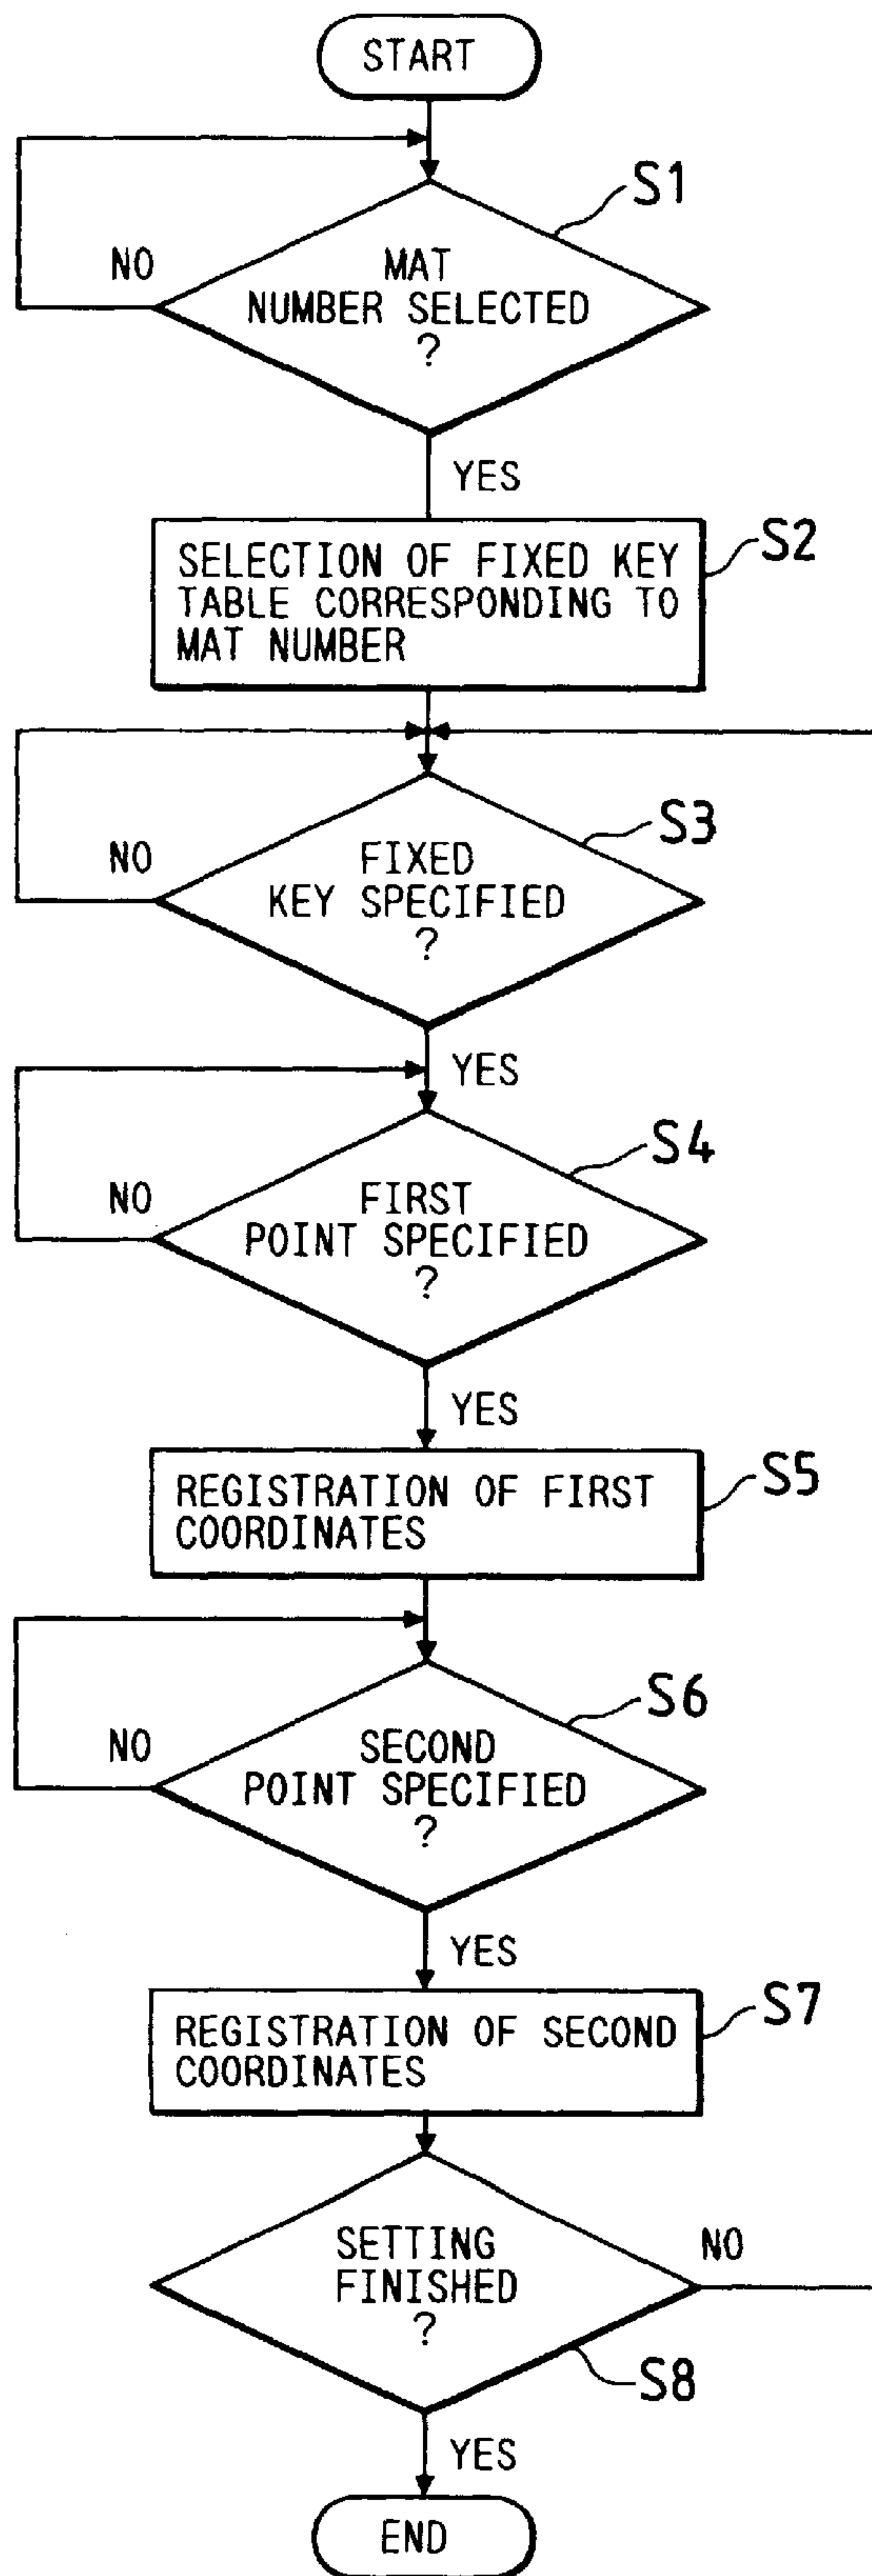 START
S1
NO
MAT
NUMBER SELECTED
?
YES
S2
SELECTION OF FIXED KEY
TABLE CORRESPONDING TO
MAT NUMBER
S3
NO
FIXED
KEY SPECIFIED
?
YES
S4
NO
FIRST
POINT SPECIFIED
?
YES
S5
REGISTRATION OF FIRST
COORDINATES
S6
NO
SECOND
POINT SPECIFIED
?
YES
S7
REGISTRATION OF SECOND
COORDINATES
SETTING
FINISHED
?
NO
S8
YES
END